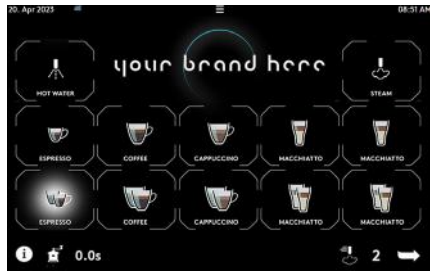 20. Apr 2023
08:51 AM
your brand here
HOT WATER
STEAM
ESPRESSO
COFFEE
CAPPUCCINO
MACCHIATTO
MACCHIATTO
ESPRESSO
COFFEE
CAPPUCCINO
MACCHIATTO
MACCHIATTO
0.0s
2